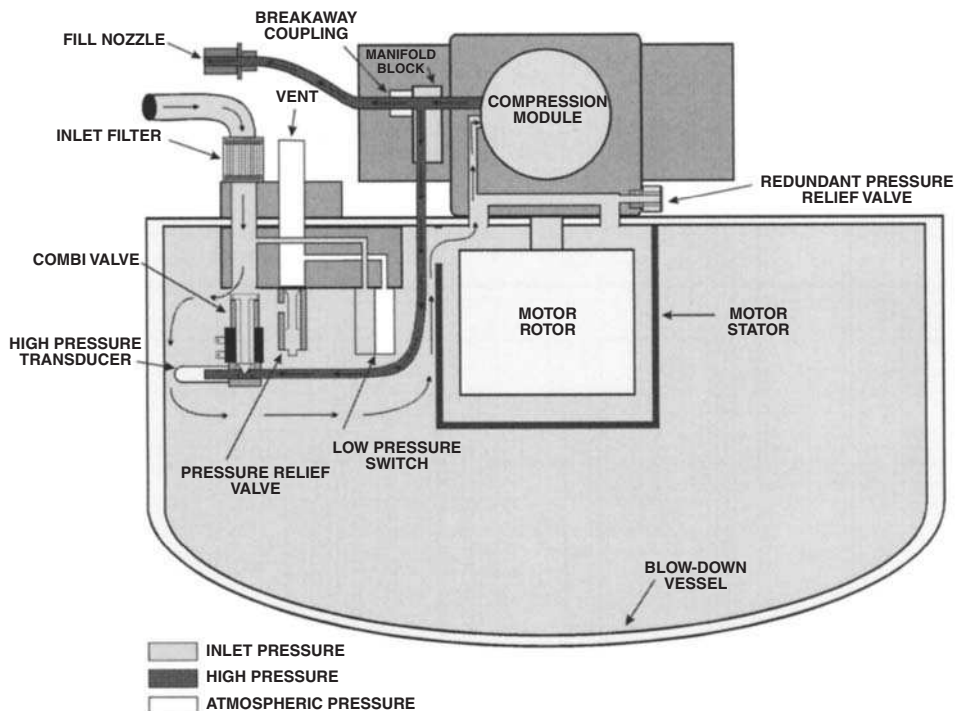 BREAKAWAY
COUPLING
FILL NOZZLE
MANIFOLD
BLOCK
VENT
COMPRESSION
MODULE
INLET FILTER
REDUNDANT PRESSURE
RELIEF VALVE
COMBI VALVE
MOTOR
ROTOR
MOTOR
STATOR
HIGH PRESSURE
TRANSDUCER
LOW PRESSURE
SWITCH
PRESSURE RELIEF
VALVE
BLOW-DOWN
VESSEL
INLET PRESSURE
HIGH PRESSURE
ATMOSPHERIC PRESSURE